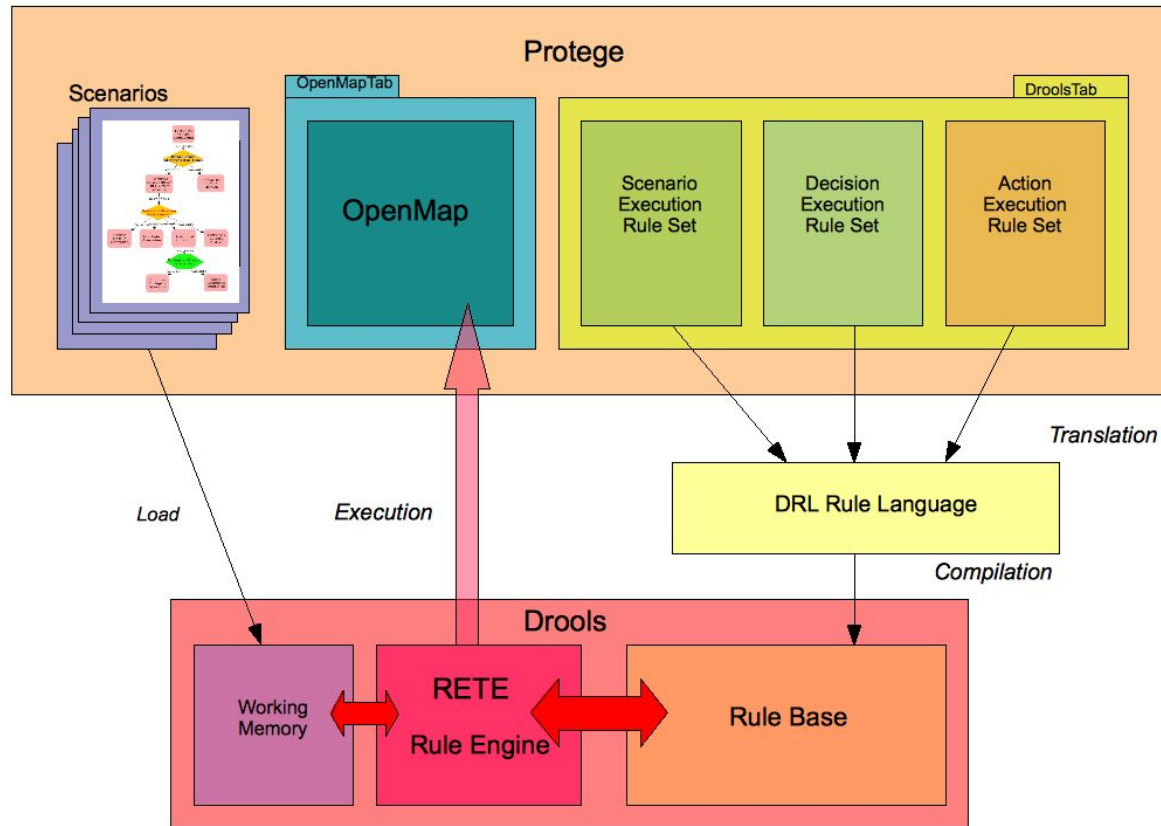 Protege
Scenarios
OpenMapTab
DroolsTab
OpenMap
Scenario
Execution
Rule Set
Decision
Execution
Rule Set
Action
Execution
Rule Set
Translation
Load
Execution
DRL Rule Language
Compilation
Drools
Working
Memory
RETE
Rule Engine
Rule Base